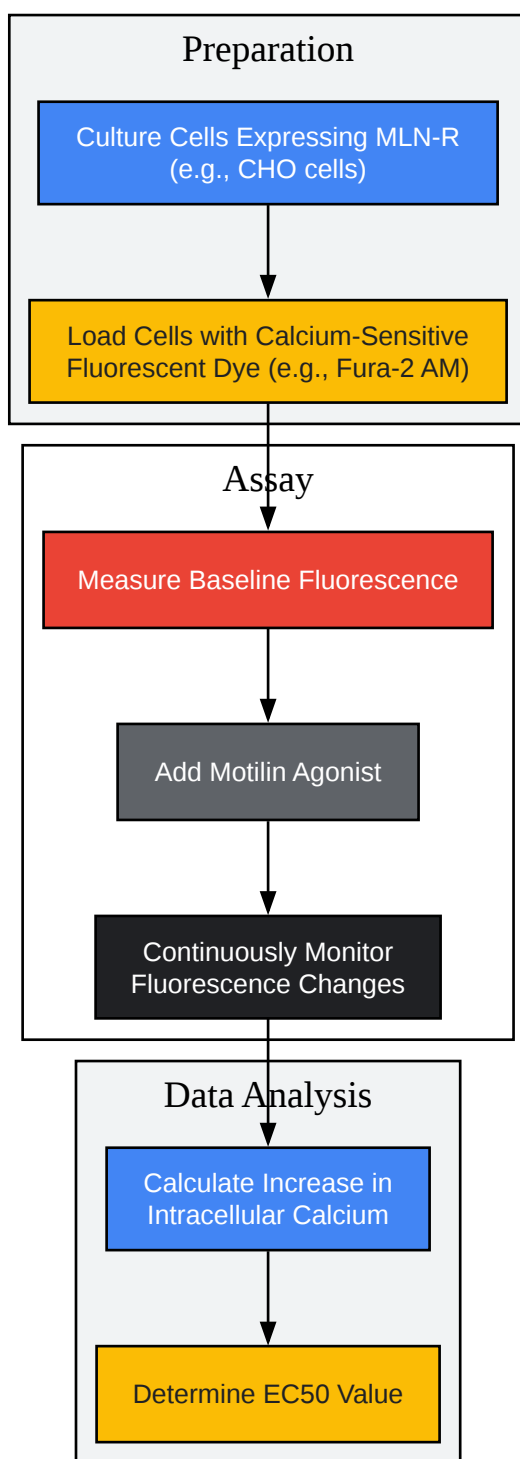 Preparation
Culture Cells Expressing MLN-R
(e.g., CHO cells)
Load Cells with Calcium-Sensitive
Fluorescent Dye (e.g., Fura-2 AM)
Assay
Measure Baseline Fluorescence
Add Motilin Agonist
Continuously Monitor
Fluorescence Changes
Data Analysis
Calculate Increase in
Intracellular Calcium
Determine EC50 Value